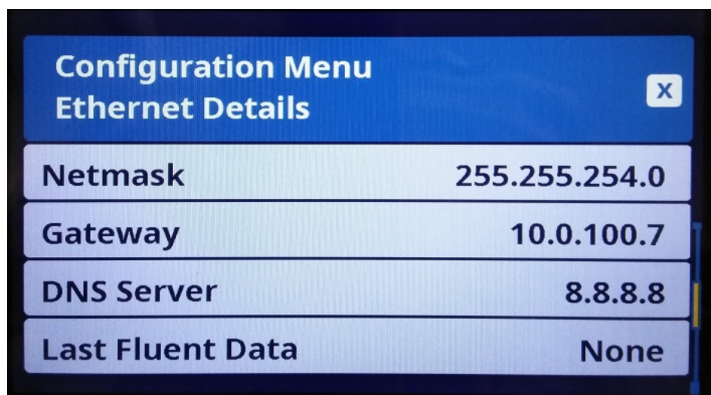 Configuration Menu
Ethernet Details
X
Netmask 255.255.254.0
Gateway 10.0.100.7
DNS Server 8.8.8.8
Last Fluent Data None